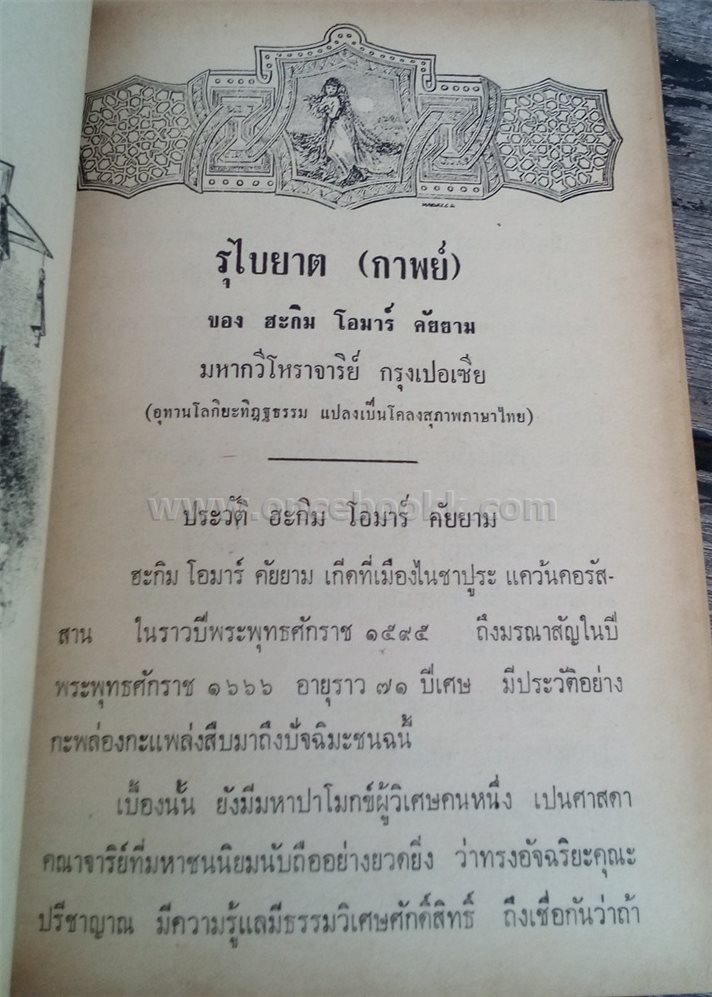 รุไบยาต (กาพย์)
ของ ฮะกิม โอมาร์ คัยยาม
มหากวีโหราจาริย์ กรุงเปอเซีย
(อุทานโลกิยะทิฏฐธรรม แปลงเป็นโคลงสุภาพภาษาไทย)
www.oncebookk.com
ประวัติ ฮะกิม โอมาร์ คัยยาม
ฮะกิม โอมาร์ คัยยาม เกิดที่เมืองไนชาปูระ แคว้นคอรัส-
สาน ในราวปีพระพุทธศักราช ๑๕๙๕ ถึงมรณาสัญในปี
พระพุทธศักราช ๑๖๖๖ อายุราว ๗๑ ปีเศษ มีประวัติอย่าง
กะพล่องกะแพล่งสืบมาถึงปัจฉิมะชนฉนี้
เบื้องนั้น ยังมีมหาปาโมกข์ผู้วิเศษคนหนึ่ง เปนศาสดา
คณาจาริย์ที่มหาชนนิยมนับถืออย่างยวดยิ่ง ว่าทรงอัจฉริยะคุณะ
ปรีชาญาณ มีความรู้แลมีธรรมวิเศษศักดิ์สิทธิ์ ถึงเชื่อกันว่าถ้า